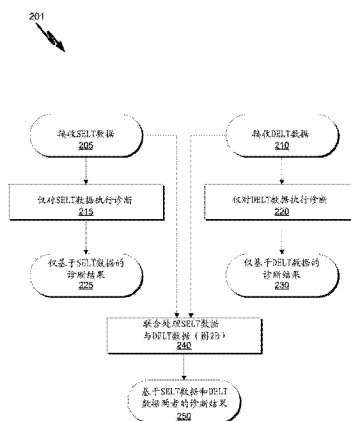 201
接收SELT数据
205
接收DELT数据
210
仅对SELT数据执行诊断
215
仅对DELT数据执行诊断
220
仅基于SELT数据的
诊断结果
225
仅基于DELT数据的
诊断结果
230
联合处理SELT数据
与DELT数据（图2B）
240
基于SELT数据和DELT
数据两者的诊断结果
250